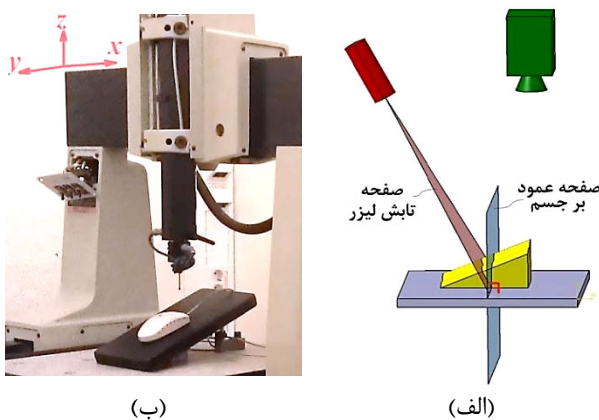 z
x
y
صفحه
تابش لیزر
صفحه عمود
بر جسم
(الف)
(ب)